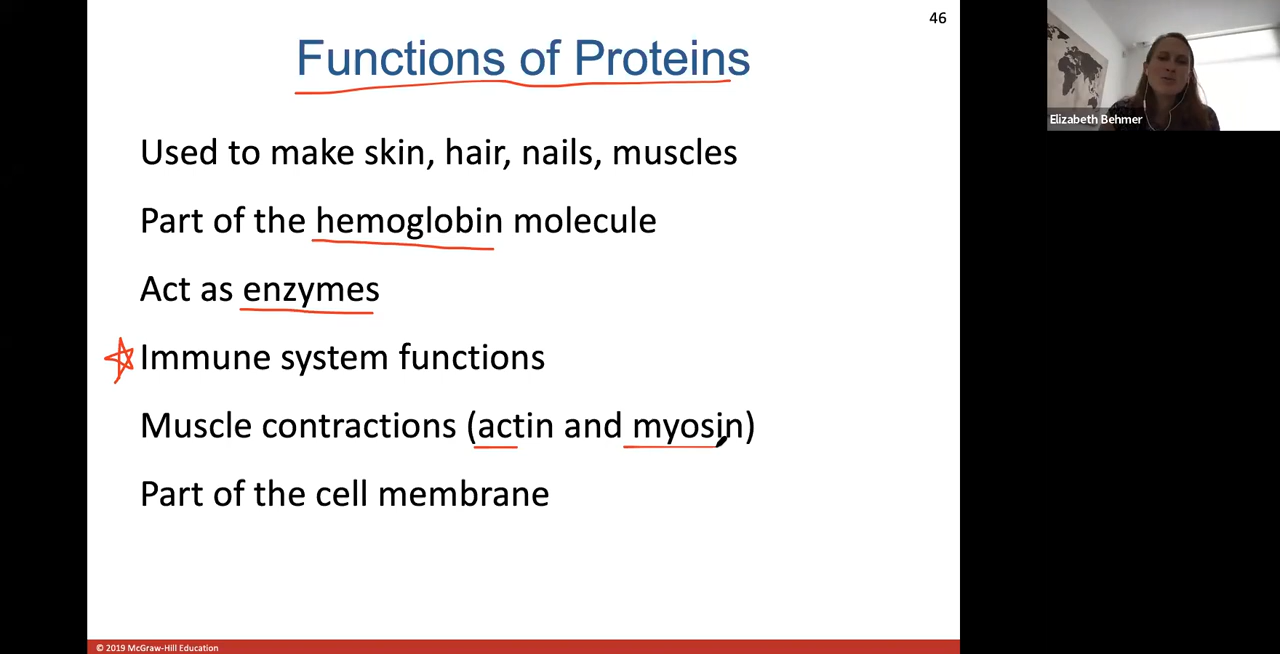 46
Functions of Proteins
Elizabeth Behmer
Used to make skin, hair, nails, muscles
Part of the hemoglobin molecule
Act as enzymes
Immune system functions
Muscle contractions (actin and myosin)
Part of the cell membrane
© 2019 McGraw-Hill Education